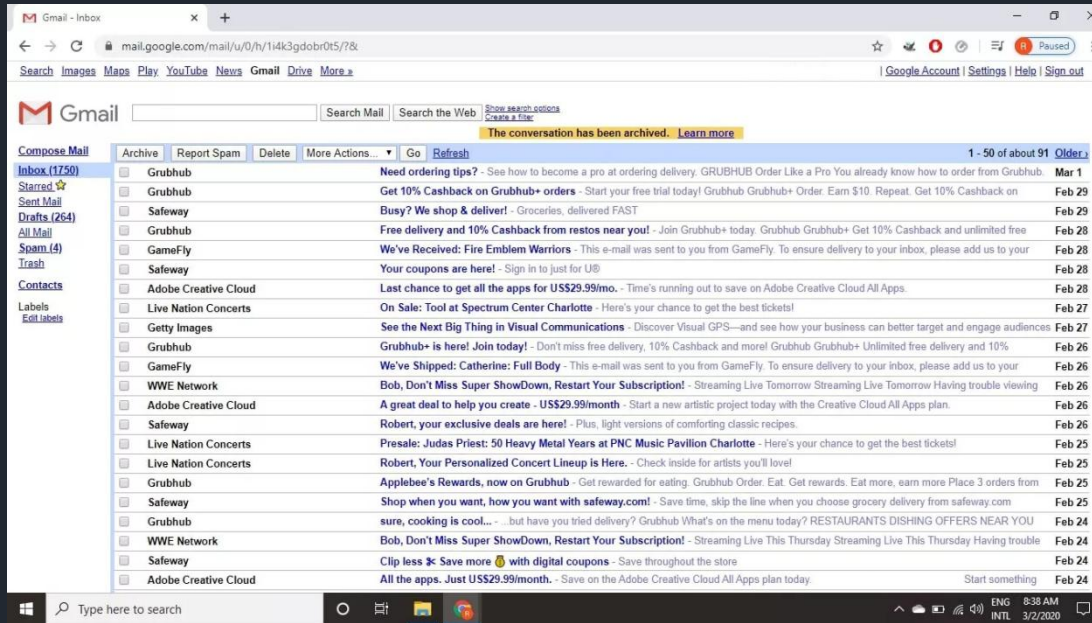 Gmail - Inbox
mail.google.com/mail/u/0/h/1i4k3gdobr0t5/?&
Paused
Search Images Maps Play YouTube News Gmail Drive More »
| Google Account | Settings | Help | Sign out
Gmail Search Mail Search the Web Show search options
Create a filter
The conversation has been archived. Learn more
Compose Mail
Inbox (1750)
Starred
Sent Mail
Drafts (264)
All Mail
Spam (4)
Trash
Contacts
Labels
Edit labels
Archive Report Spam Delete More Actions... Go Refresh 1 - 50 of about 91 Older ›
Grubhub Need ordering tips? - See how to become a pro at ordering delivery. GRUBHUB Order Like a Pro You already know how to order from Grubhub. Mar 1
Grubhub Get 10% Cashback on Grubhub+ orders - Start your free trial today! Grubhub Grubhub+ Order. Earn $10. Repeat. Get 10% Cashback on Feb 29
Safeway Busy? We shop & deliver! - Groceries, delivered FAST Feb 29
Grubhub Free delivery and 10% Cashback from restos near you! - Join Grubhub+ today. Grubhub Grubhub+ Get 10% Cashback and unlimited free Feb 28
GameFly We've Received: Fire Emblem Warriors - This e-mail was sent to you from GameFly. To ensure delivery to your inbox, please add us to your Feb 28
Safeway Your coupons are here! - Sign in to just for U® Feb 28
Adobe Creative Cloud Last chance to get all the apps for US$29.99/mo. - Time's running out to save on Adobe Creative Cloud All Apps. Feb 28
Live Nation Concerts On Sale: Tool at Spectrum Center Charlotte - Here's your chance to get the best tickets! Feb 27
Getty Images See the Next Big Thing in Visual Communications - Discover Visual GPS—and see how your business can better target and engage audiences Feb 27
Grubhub Grubhub+ is here! Join today! - Don't miss free delivery, 10% Cashback and more! Grubhub Grubhub+ Unlimited free delivery and 10% Feb 26
GameFly We've Shipped: Catherine: Full Body - This e-mail was sent to you from GameFly. To ensure delivery to your inbox, please add us to your Feb 26
WWE Network Bob, Don't Miss Super ShowDown, Restart Your Subscription! - Streaming Live Tomorrow Streaming Live Tomorrow Having trouble viewing Feb 26
Adobe Creative Cloud A great deal to help you create - US$29.99/month - Start a new artistic project today with the Creative Cloud All Apps plan. Feb 26
Safeway Robert, your exclusive deals are here! - Plus, light versions of comforting classic recipes. Feb 26
Live Nation Concerts Presale: Judas Priest: 50 Heavy Metal Years at PNC Music Pavilion Charlotte - Here's your chance to get the best tickets! Feb 25
Live Nation Concerts Robert, Your Personalized Concert Lineup is Here. - Check inside for artists you'll love! Feb 25
Grubhub Applebee's Rewards, now on Grubhub - Get rewarded for eating. Grubhub Order. Eat. Get rewards. Eat more, earn more Place 3 orders from Feb 25
Safeway Shop when you want, how you want with safeway.com! - Save time, skip the line when you choose grocery delivery from safeway.com Feb 25
Grubhub sure, cooking is cool... - ...but have you tried delivery? Grubhub What's on the menu today? RESTAURANTS DISHING OFFERS NEAR YOU Feb 24
WWE Network Bob, Don't Miss Super ShowDown, Restart Your Subscription! - Streaming Live This Thursday Streaming Live This Thursday Having trouble Feb 24
Safeway Clip less ✂ Save more 💰 with digital coupons - Save throughout the store Feb 24
Adobe Creative Cloud All the apps. Just US$29.99/month. - Save on the Adobe Creative Cloud All Apps plan today. Start something Feb 24
Type here to search
ENG 8:38 AM
INTL 3/2/2020